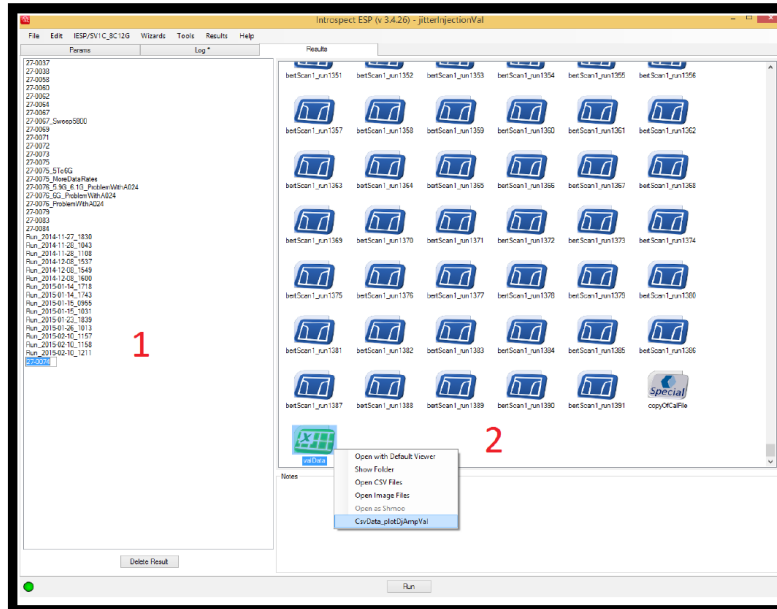 Introspect ESP (v 3.4.26) - jitterInjectionVal
File Edit IESP/SV1C_8C12G Wizards Tools Results Help
Params Log * Results
27-0037
27-0038
27-0058
27-0060
27-0062
27-0064
27-0067
27-0067_Sweep5800
27-0069
27-0071
27-0072
27-0073
27-0075
27-0075_5To6G
27-0075_MoreDataRates
27-0076_5.9G_6.1G_ProblemWithA024
27-0076_6G_ProblemWithA024
27-0076_ProblemWithA024
27-0079
27-0083
27-0084
Run_2014-11-27_1830
Run_2014-11-28_1043
Run_2014-11-28_1108
Run_2014-12-08_1537
Run_2014-12-08_1549
Run_2014-12-08_1600
Run_2015-01-14_1718
Run_2015-01-14_1743
Run_2015-01-15_0955
Run_2015-01-15_1031
Run_2015-01-23_1839
Run_2015-01-26_1013
Run_2015-02-10_1157
Run_2015-02-10_1158
Run_2015-02-10_1211
27-0074
1
Delete Result
bertScan1_run1351 bertScan1_run1352 bertScan1_run1353 bertScan1_run1354 bertScan1_run1355 bertScan1_run1356
bertScan1_run1357 bertScan1_run1358 bertScan1_run1359 bertScan1_run1360 bertScan1_run1361 bertScan1_run1362
bertScan1_run1363 bertScan1_run1364 bertScan1_run1365 bertScan1_run1366 bertScan1_run1367 bertScan1_run1368
bertScan1_run1369 bertScan1_run1370 bertScan1_run1371 bertScan1_run1372 bertScan1_run1373 bertScan1_run1374
bertScan1_run1375 bertScan1_run1376 bertScan1_run1377 bertScan1_run1378 bertScan1_run1379 bertScan1_run1380
bertScan1_run1381 bertScan1_run1382 bertScan1_run1383 bertScan1_run1384 bertScan1_run1385 bertScan1_run1386
Special
bertScan1_run1387 bertScan1_run1388 bertScan1_run1389 bertScan1_run1390 bertScan1_run1391 copyOfCalFile
2
valData
Open with Default Viewer
Show Folder
Open CSV Files
Open Image Files
Open as Shmoo
CsvData_plotDjAmpVal
Notes
Run